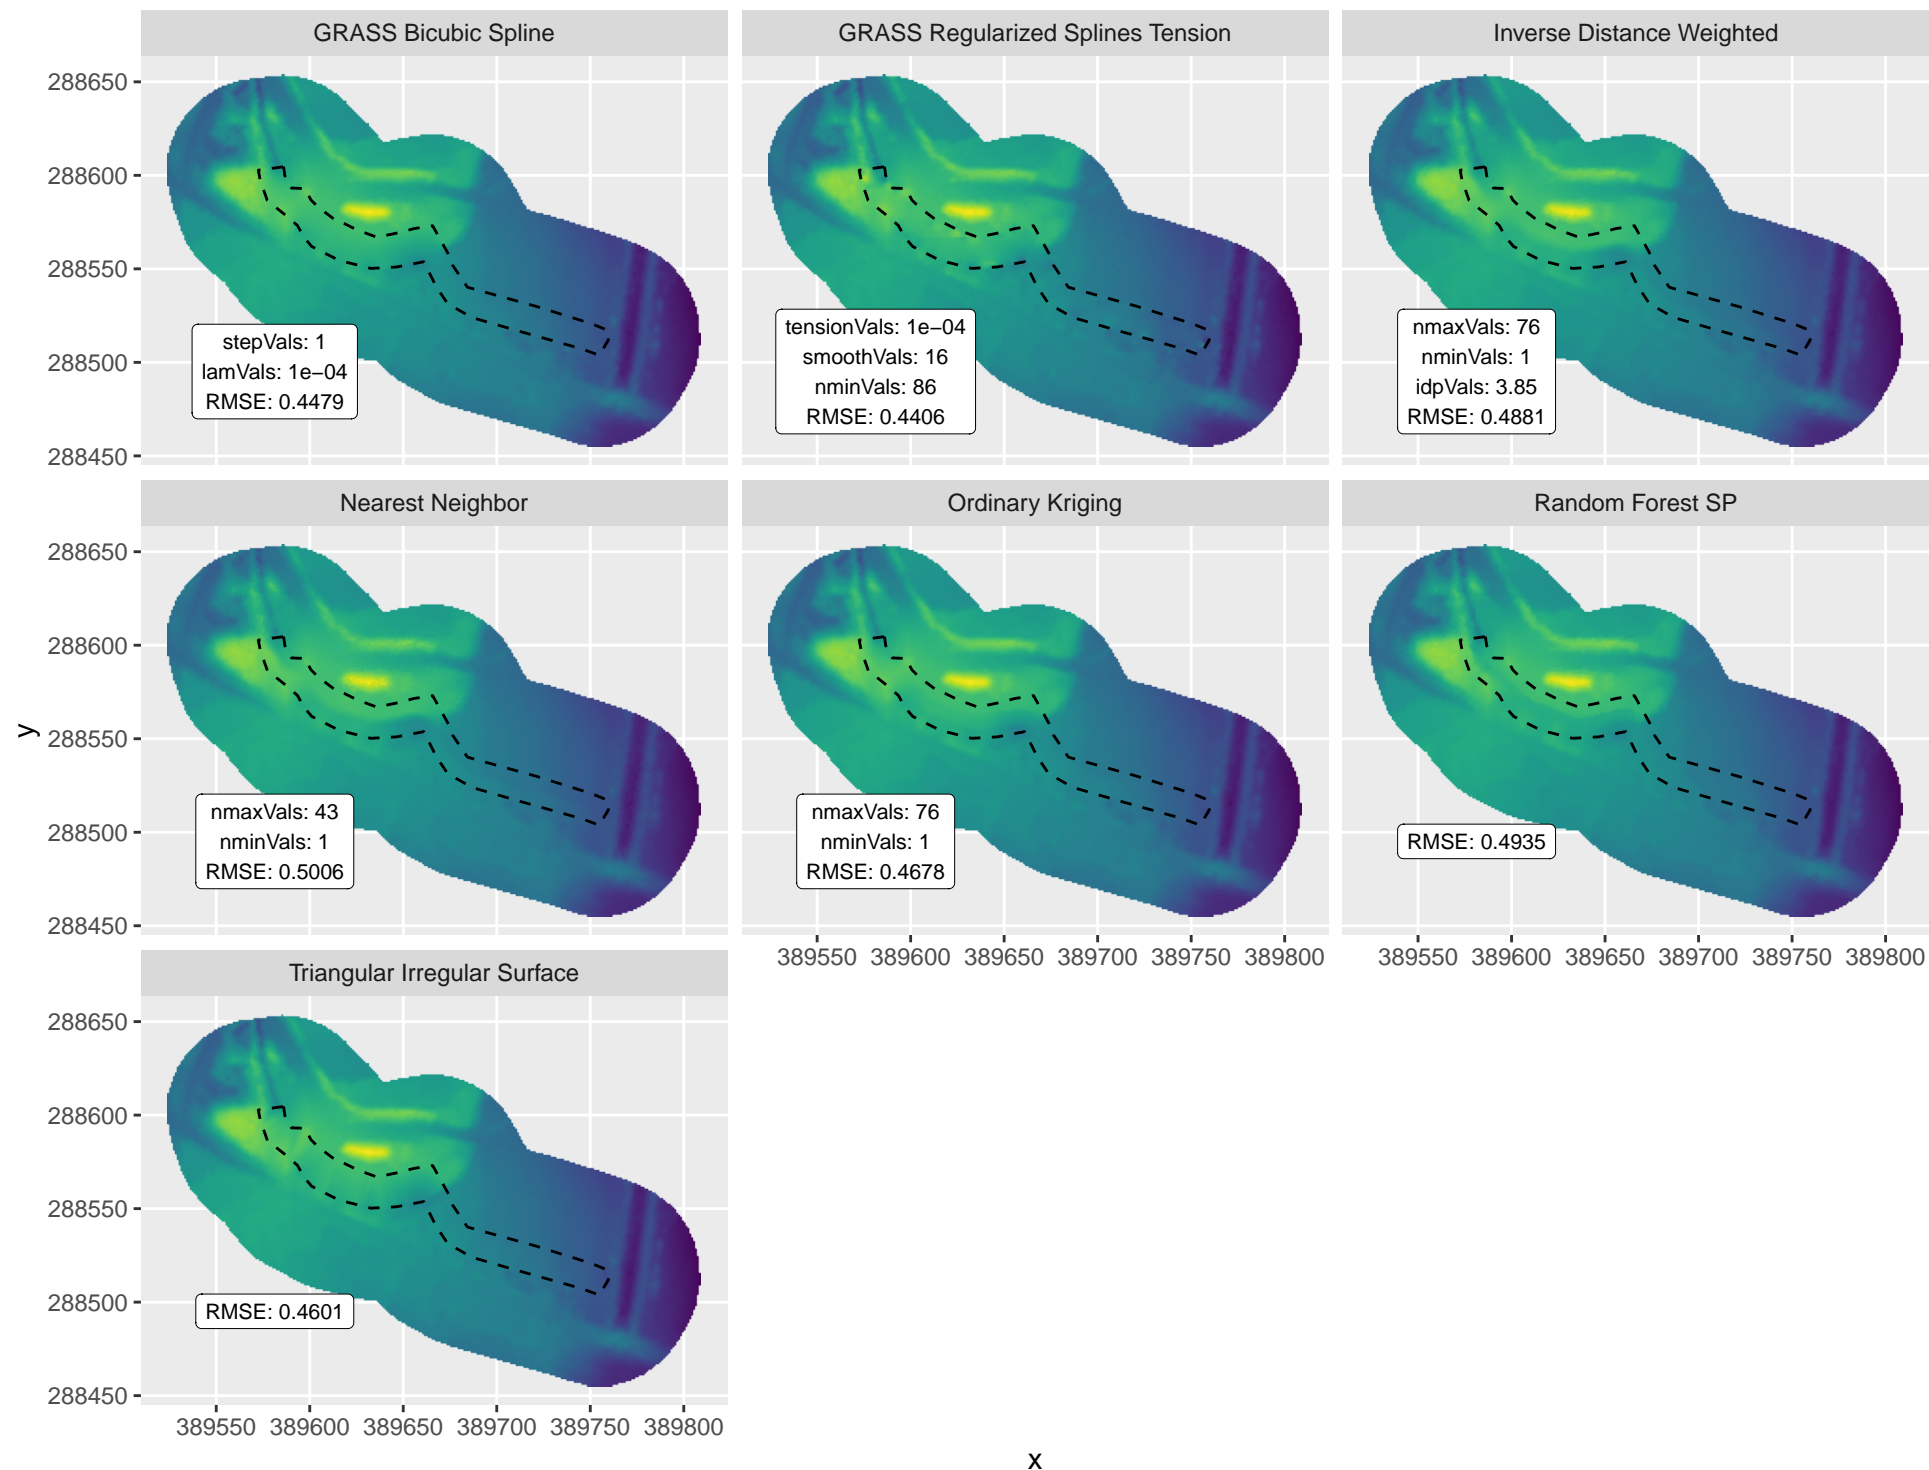 GRASS Bicubic Spline
GRASS Regularized Splines Tension
Inverse Distance Weighted
288650
288600
288550
288500
288450
stepVals: 1
lamVals: 1e−04
RMSE: 0.4479
tensionVals: 1e−04
smoothVals: 16
nminVals: 86
RMSE: 0.4406
nmaxVals: 76
nminVals: 1
idpVals: 3.85
RMSE: 0.4881
Nearest Neighbor
Ordinary Kriging
Random Forest SP
288650
288600
288550
288500
288450
nmaxVals: 43
nminVals: 1
RMSE: 0.5006
nmaxVals: 76
nminVals: 1
RMSE: 0.4678
RMSE: 0.4935
389550 389600 389650 389700 389750 389800
389550 389600 389650 389700 389750 389800
Triangular Irregular Surface
288650
288600
288550
288500
288450
RMSE: 0.4601
389550 389600 389650 389700 389750 389800
y
x